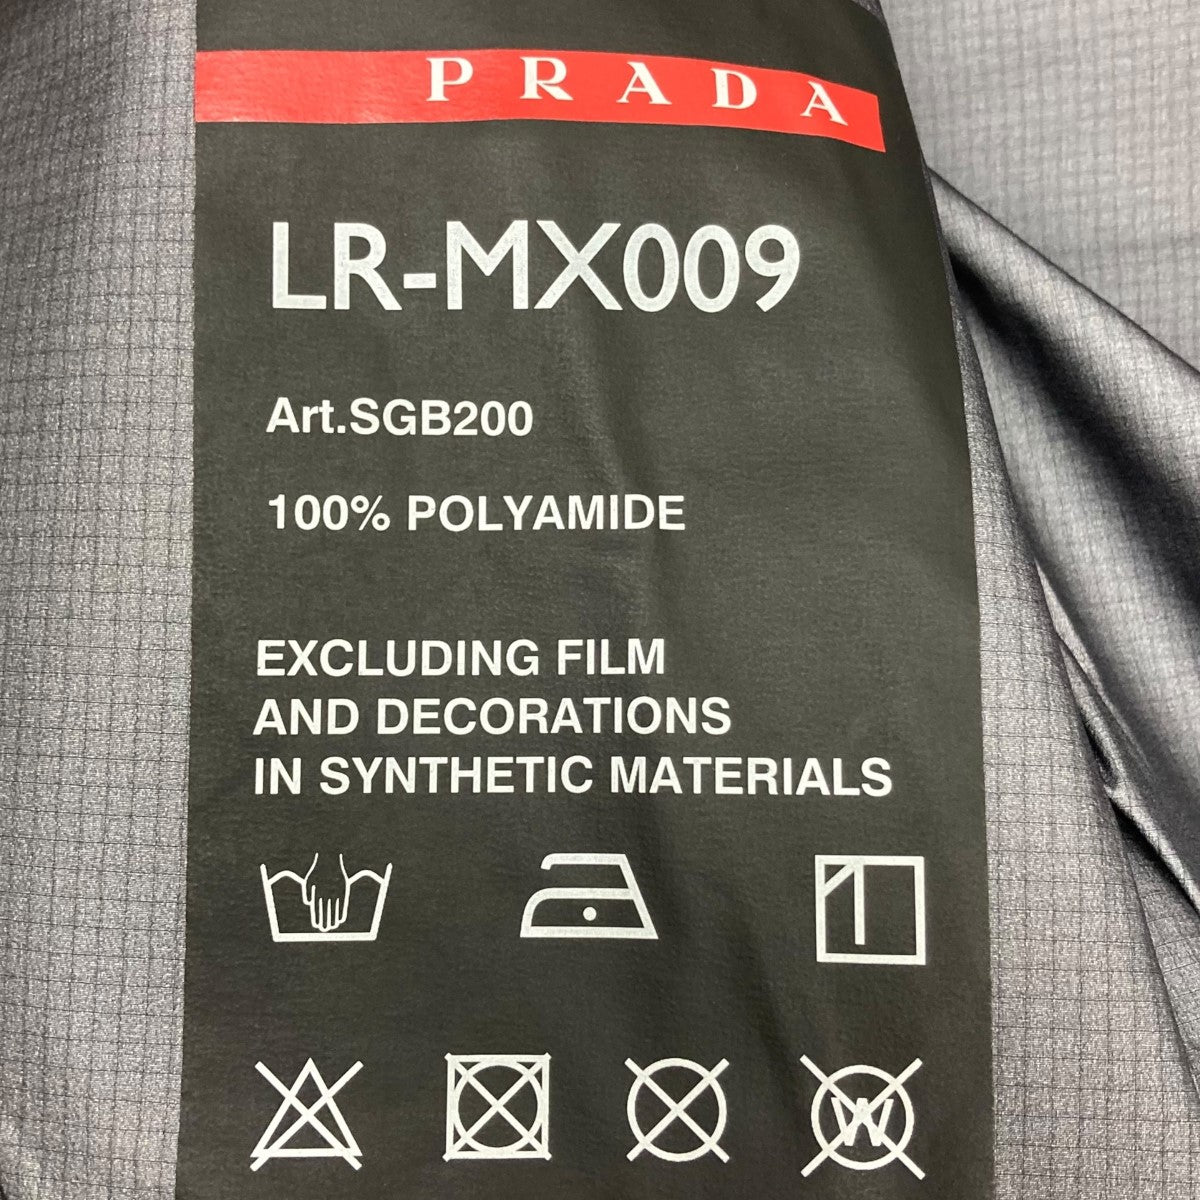 PRADA
LR-MX009
Art.SGB200
100% POLYAMIDE
EXCLUDING FILM
AND DECORATIONS
IN SYNTHETIC MATERIALS
W